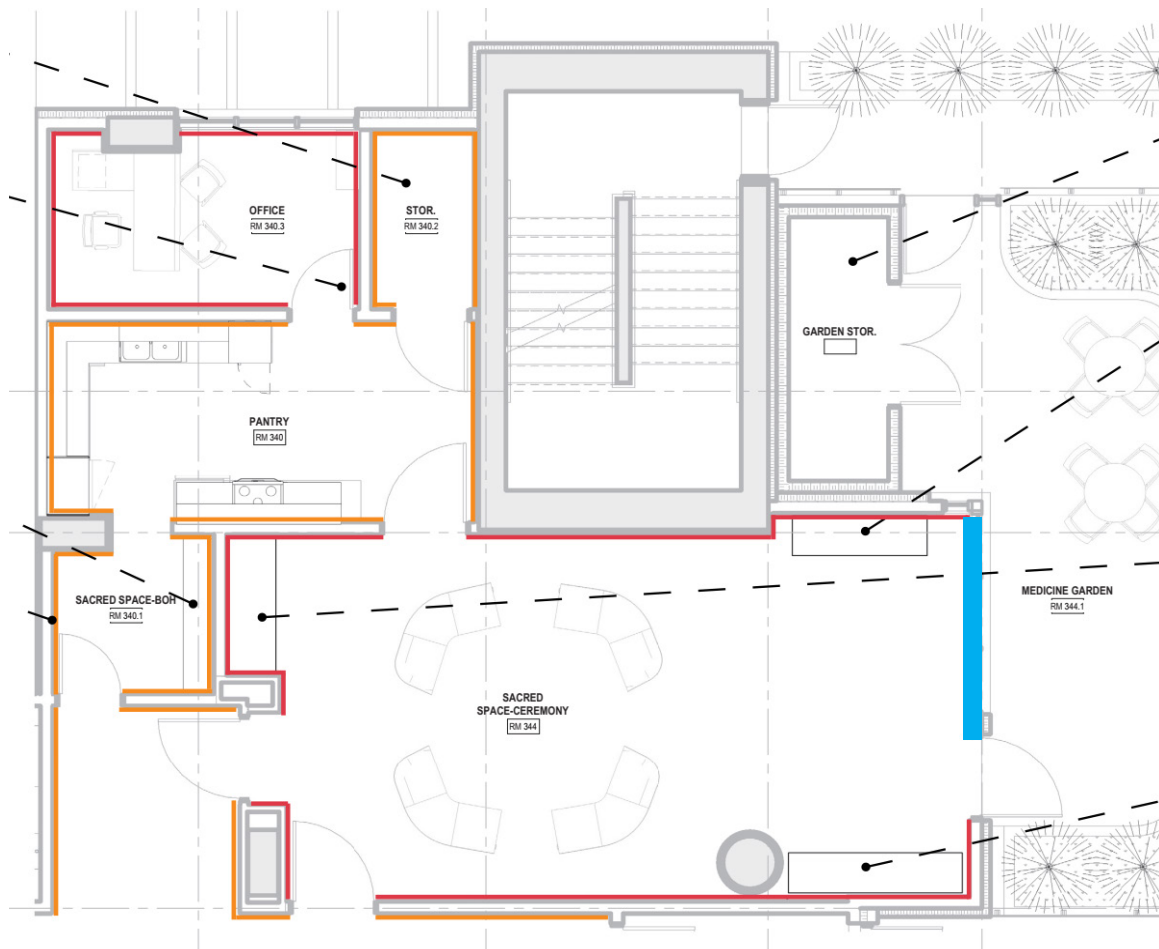 OFFICE
RM 340.3
STOR.
RM 340.2
GARDEN STOR.
PANTRY
RM 340
SACRED SPACE-BOH
RM 340.1
MEDICINE GARDEN
RM 344.1
SACRED
SPACE-CEREMONY
RM 344